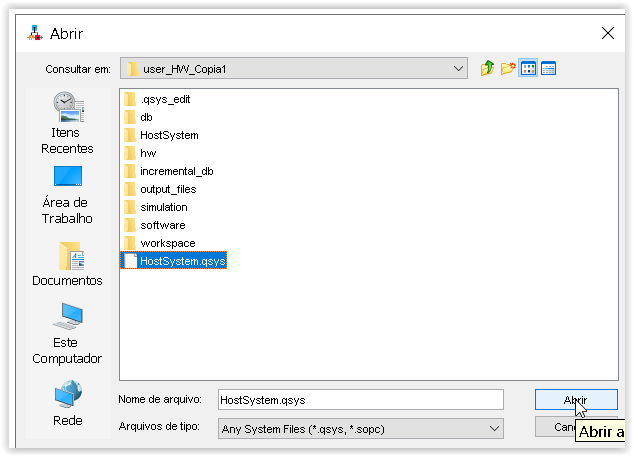 Abrir
Consultar em:
user_HW_Copia1
.qsys_edit
db
HostSystem
hw
incremental_db
output_files
simulation
software
workspace
HostSystem.qsys
Itens
Recentes
Área de
Trabalho
Documentos
Este
Computador
Rede
Nome de arquivo:
HostSystem.qsys
Abrir
Arquivos de tipo:
Any System Files (*.qsys, *.sopc)
Abrir a